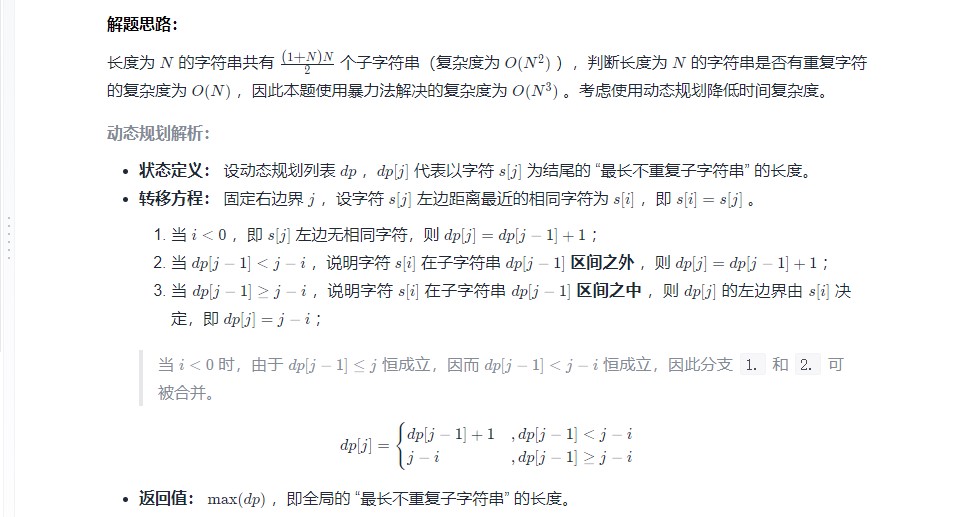 解题思路：
长度为 N 的字符串共有 (1+N)N/2 个子字符串（复杂度为 O(N²) ），判断长度为 N 的字符串是否有重复字符
的复杂度为 O(N) ，因此本题使用暴力法解决的复杂度为 O(N³) 。考虑使用动态规划降低时间复杂度。
动态规划解析：
• 状态定义： 设动态规划列表 dp ，dp[j] 代表以字符 s[j] 为结尾的 “最长不重复子字符串” 的长度。
• 转移方程： 固定右边界 j ，设字符 s[j] 左边距离最近的相同字符为 s[i] ，即 s[i] = s[j] 。
1. 当 i < 0 ，即 s[j] 左边无相同字符，则 dp[j] = dp[j − 1] + 1 ；
2. 当 dp[j − 1] < j − i ，说明字符 s[i] 在子字符串 dp[j − 1] 区间之外 ，则 dp[j] = dp[j − 1] + 1 ；
3. 当 dp[j − 1] ≥ j − i ，说明字符 s[i] 在子字符串 dp[j − 1] 区间之中 ，则 dp[j] 的左边界由 s[i] 决
定，即 dp[j] = j − i ；
当 i < 0 时，由于 dp[j − 1] ≤ j 恒成立，因而 dp[j − 1] < j − i 恒成立，因此分支 1. 和 2. 可
被合并。
dp[j] = { dp[j − 1] + 1 , dp[j − 1] < j − i
j − i , dp[j − 1] ≥ j − i
• 返回值： max(dp) ，即全局的 “最长不重复子字符串” 的长度。